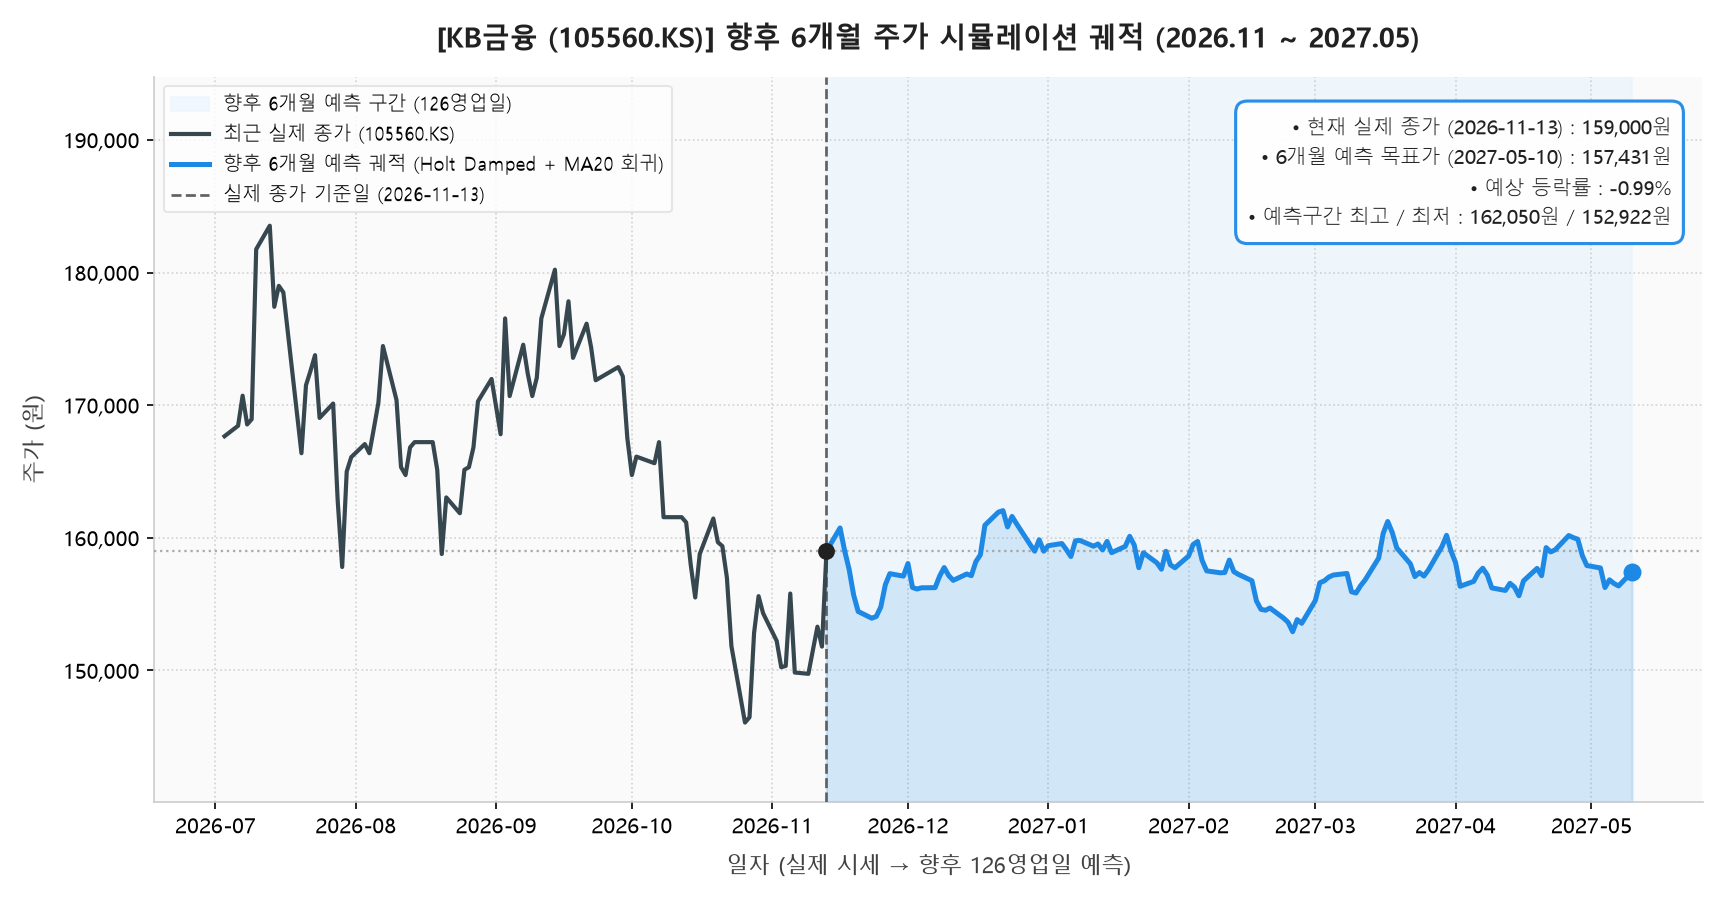 [KB금융 (105560.KS)] 향후 6개월 주가 시뮬레이션 궤적 (2026.11 ~ 2027.05)
향후 6개월 예측 구간 (126영업일)
최근 실제 종가 (105560.KS)
향후 6개월 예측 궤적 (Holt Damped + MA20 회귀)
실제 종가 기준일 (2026-11-13)
• 현재 실제 종가 (2026-11-13) : 159,000원
• 6개월 예측 목표가 (2027-05-10) : 157,431원
• 예상 등락률 : -0.99%
• 예측구간 최고 / 최저 : 162,050원 / 152,922원
주가 (원)
190,000
180,000
170,000
160,000
150,000
2026-07 2026-08 2026-09 2026-10 2026-11 2026-12 2027-01 2027-02 2027-03 2027-04 2027-05
일자 (실제 시세 → 향후 126영업일 예측)